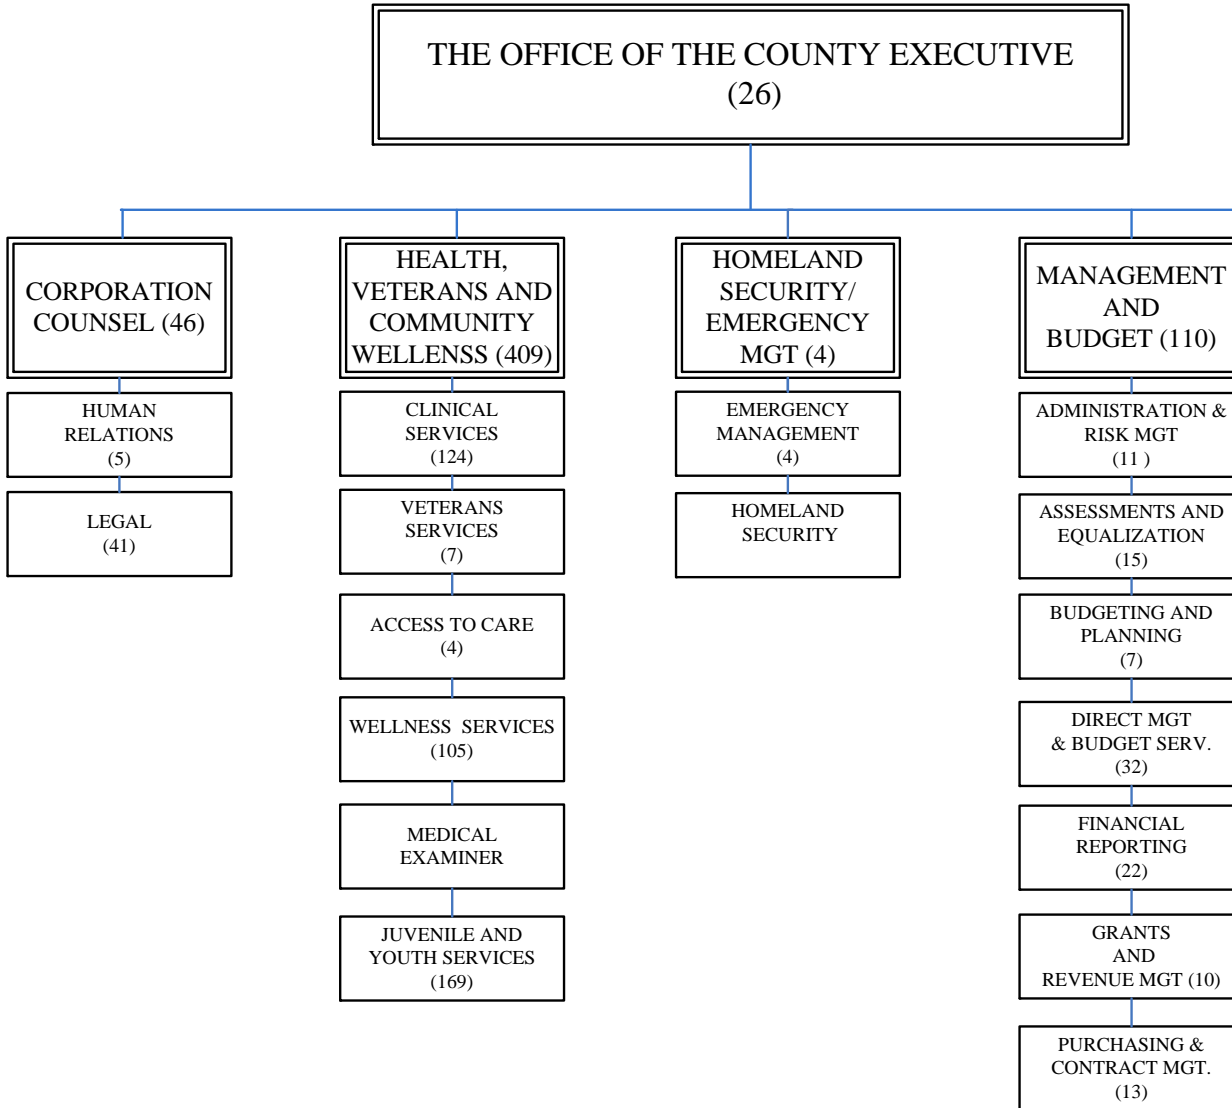 THE OFFICE OF THE COUNTY EXECUTIVE
(26)
CORPORATION
COUNSEL (46)
HUMAN
RELATIONS
(5)
LEGAL
(41)
HEALTH,
VETERANS AND
COMMUNITY
WELLENSS (409)
CLINICAL
SERVICES
(124)
VETERANS
SERVICES
(7)
ACCESS TO CARE
(4)
WELLNESS SERVICES
(105)
MEDICAL
EXAMINER
JUVENILE AND
YOUTH SERVICES
(169)
HOMELAND
SECURITY/
EMERGENCY
MGT (4)
EMERGENCY
MANAGEMENT
(4)
HOMELAND
SECURITY
MANAGEMENT
AND
BUDGET (110)
ADMINISTRATION &
RISK MGT
(11 )
ASSESSMENTS AND
EQUALIZATION
(15)
BUDGETING AND
PLANNING
(7)
DIRECT MGT
& BUDGET SERV.
(32)
FINANCIAL
REPORTING
(22)
GRANTS
AND
REVENUE MGT (10)
PURCHASING &
CONTRACT MGT.
(13)